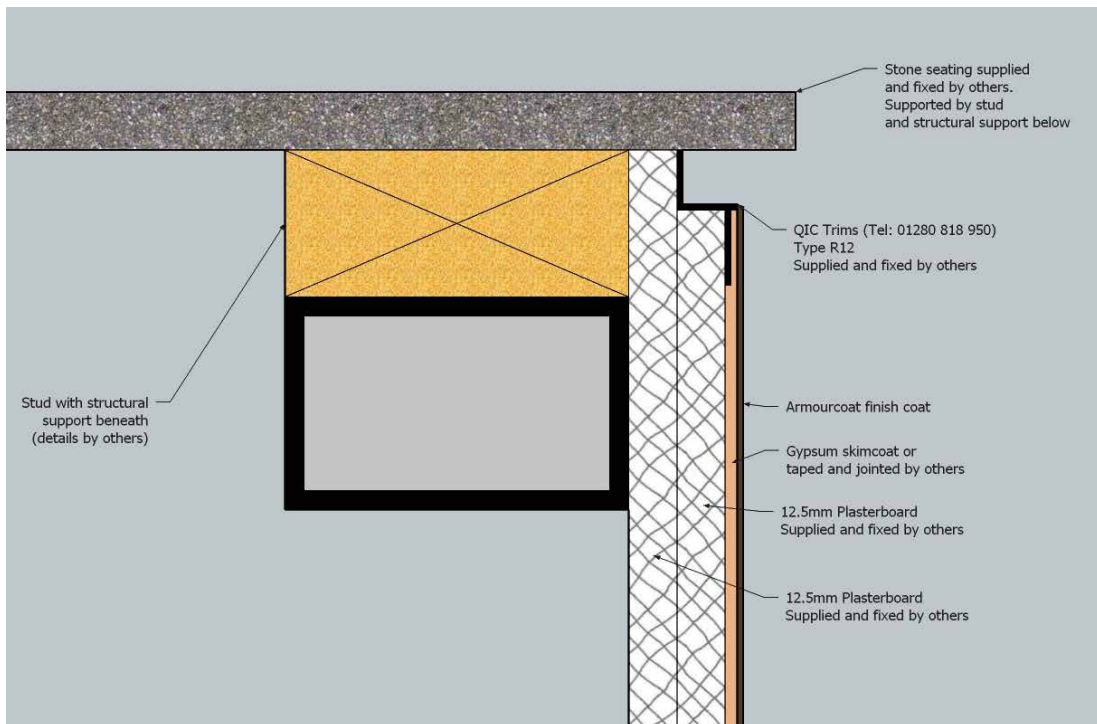 Stone seating supplied
and fixed by others.
Supported by stud
and structural support below
QIC Trims (Tel: 01280 818 950)
Type R12
Supplied and fixed by others
Stud with structural
support beneath
(details by others)
Armourcoat finish coat
Gypsum skimcoat or
taped and jointed by others
12.5mm Plasterboard
Supplied and fixed by others
12.5mm Plasterboard
Supplied and fixed by others